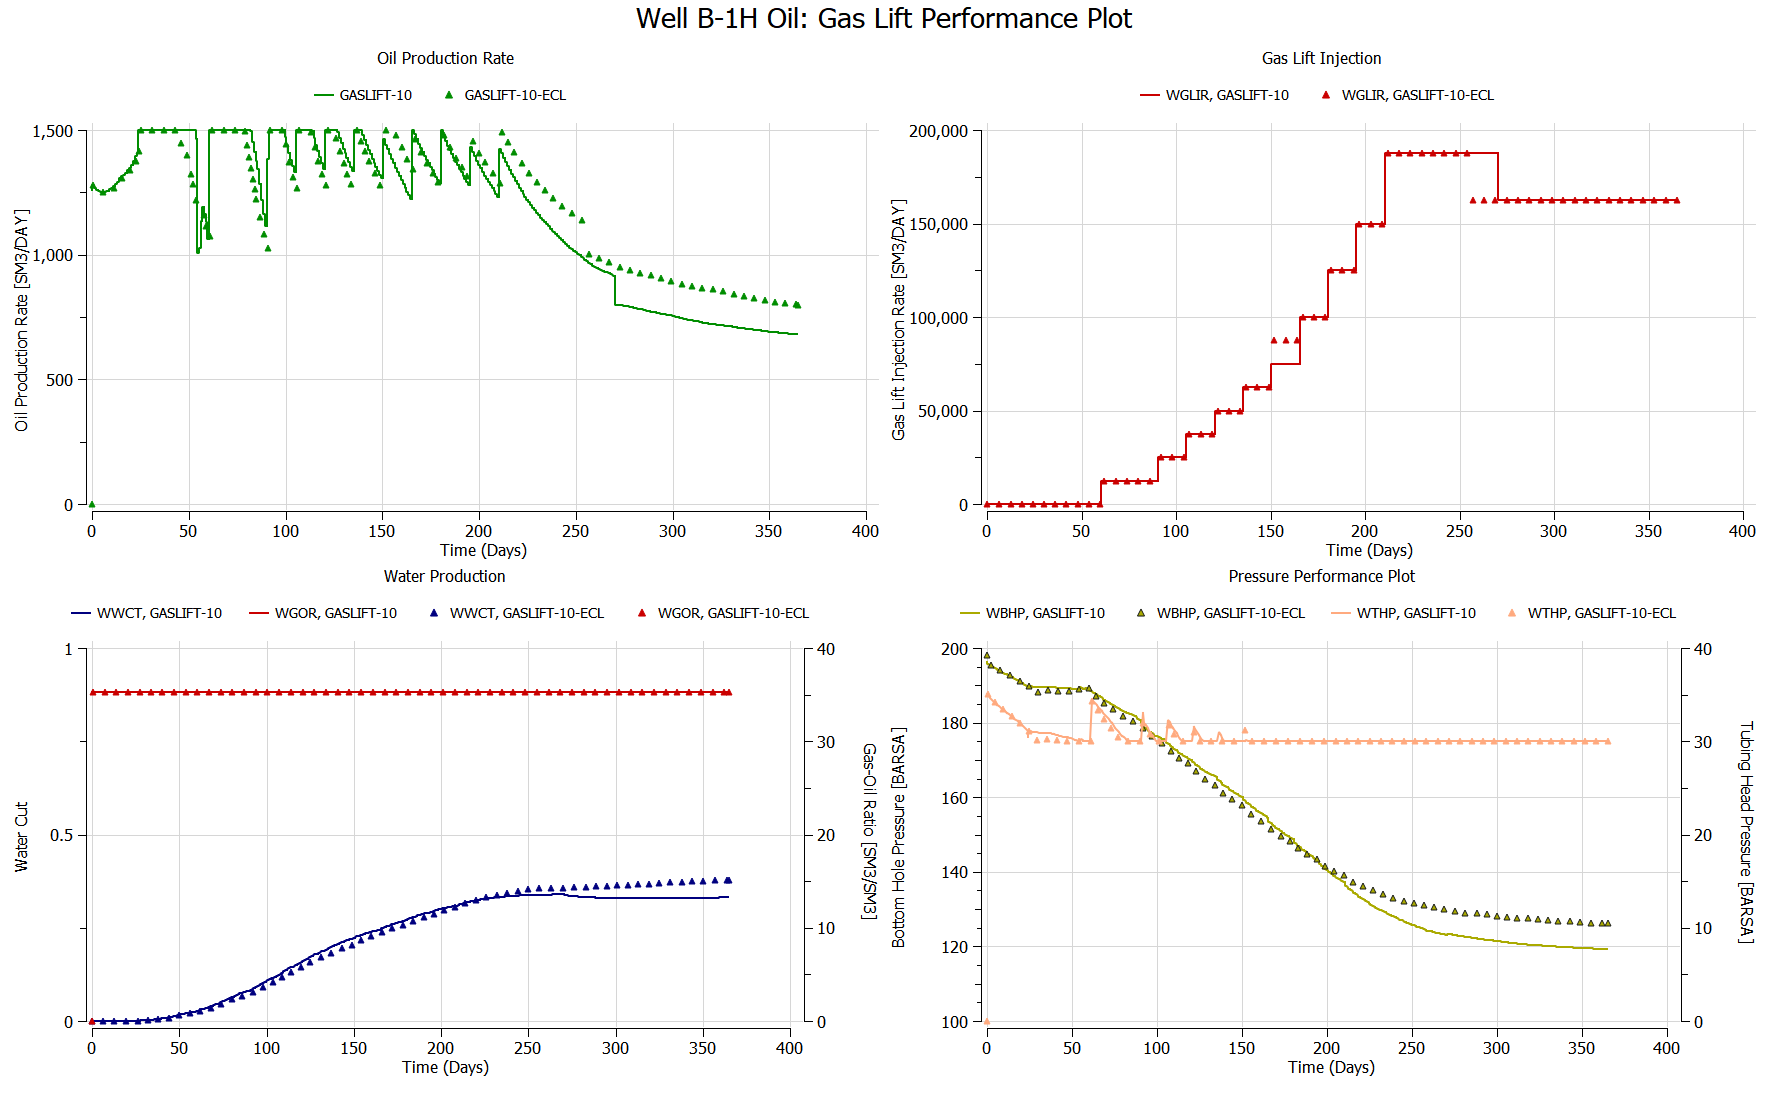 Well B-1H Oil: Gas Lift Performance Plot
Oil Production Rate
GASLIFT-10
GASLIFT-10-ECL
Oil Production Rate [SM3/DAY]
1,500
1,000
500
0
0 50 100 150 200 250 300 350 400
Time (Days)
Gas Lift Injection
WGLIR, GASLIFT-10
WGLIR, GASLIFT-10-ECL
Gas Lift Injection Rate [SM3/DAY]
200,000
150,000
100,000
50,000
0
0 50 100 150 200 250 300 350 400
Time (Days)
Water Production
WWCT, GASLIFT-10
WGOR, GASLIFT-10
WWCT, GASLIFT-10-ECL
WGOR, GASLIFT-10-ECL
Water Cut
1
0.5
0
40
30
20
10
0
Gas-Oil Ratio [SM3/SM3]
0 50 100 150 200 250 300 350 400
Time (Days)
Pressure Performance Plot
WBHP, GASLIFT-10
WBHP, GASLIFT-10-ECL
WTHP, GASLIFT-10
WTHP, GASLIFT-10-ECL
Bottom Hole Pressure [BARSA]
200
180
160
140
120
100
40
30
20
10
0
Tubing Head Pressure [BARSA]
0 50 100 150 200 250 300 350 400
Time (Days)